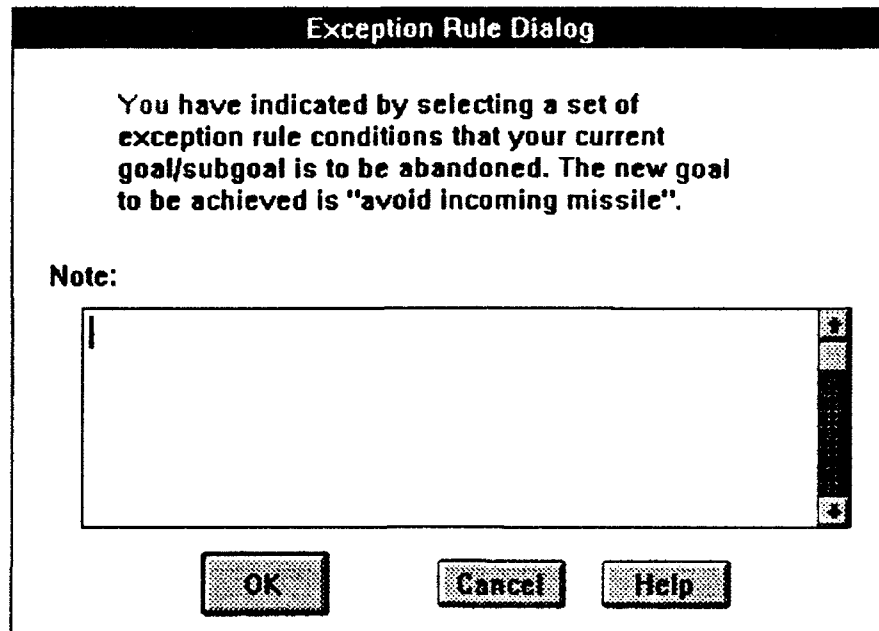 Exception Rule Dialog
You have indicated by selecting a set of
exception rule conditions that your current
goal/subgoal is to be abandoned. The new goal
to be achieved is "avoid incoming missile".
Note:
OK
Cancel
Help